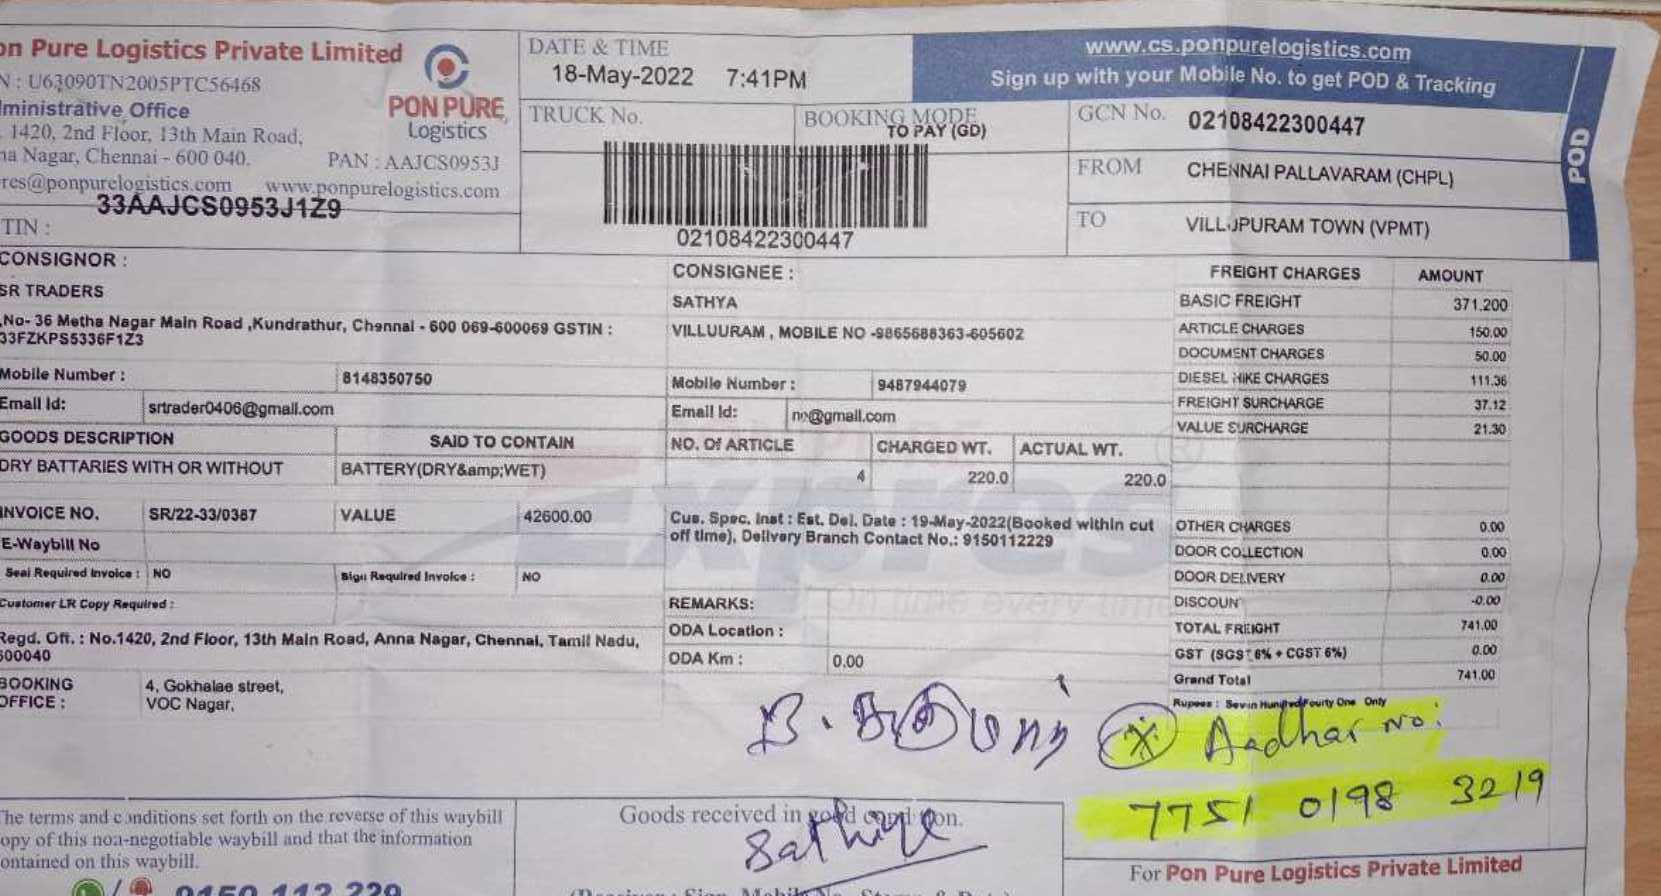 on Pure Logistics Private Limited
N : U63090TN2005PTC56468
ministrative Office
1420, 2nd Floor, 13th Main Road,
na Nagar, Chennai - 600 040.
PAN : AAJCS0953J
res@ponpurelogistics.com www.ponpurelogistics.com
33AAJCS0953J1Z9
TIN :
PON PURE
Logistics
DATE & TIME
18-May-2022 7:41PM
TRUCK No.
BOOKING MODE
TO PAY (GD)
02108422300447
www.cs.ponpurelogistics.com
Sign up with your Mobile No. to get POD & Tracking
GCN No. 02108422300447
FROM CHENNAI PALLAVARAM (CHPL)
TO VILLUPURAM TOWN (VPMT)
POD
CONSIGNOR :
SR TRADERS
,No- 36 Metha Nagar Main Road ,Kundrathur, Chennai - 600 069-600069 GSTIN :
33FZKPS5336F1Z3
Mobile Number : 8148350750
Email Id: srtrader0406@gmail.com
GOODS DESCRIPTION SAID TO CONTAIN
DRY BATTARIES WITH OR WITHOUT BATTERY(DRY&amp;WET)
INVOICE NO. SR/22-33/0387 VALUE 42600.00
E-Waybill No
Seal Required Invoice : NO Sign Required Invoice : NO
Customer LR Copy Required :
Regd. Off. : No.1420, 2nd Floor, 13th Main Road, Anna Nagar, Chennai, Tamil Nadu,
600040
BOOKING OFFICE :
4, Gokhalae street,
VOC Nagar,
CONSIGNEE :
SATHYA
VILLUURAM , MOBILE NO -9865688363-605602
Mobile Number : 9487944079
Email Id: no@gmail.com
NO. Of ARTICLE CHARGED WT. ACTUAL WT.
4 220.0 220.0
Cus. Spec. Inst : Est. Del. Date : 19-May-2022(Booked within cut
off time), Delivery Branch Contact No.: 9150112229
REMARKS:
ODA Location :
ODA Km : 0.00
Expres
On time every time
FREIGHT CHARGES AMOUNT
BASIC FREIGHT 371.200
ARTICLE CHARGES 150.00
DOCUMENT CHARGES 50.00
DIESEL HIKE CHARGES 111.36
FREIGHT SURCHARGE 37.12
VALUE SURCHARGE 21.30
OTHER CHARGES 0.00
DOOR COLLECTION 0.00
DOOR DELIVERY 0.00
DISCOUNT -0.00
TOTAL FREIGHT 741.00
GST (SGST 6% + CGST 6%) 0.00
Grand Total 741.00
Rupees : Seven Hundred Fourty One Only
Aadhar No:
7751 0198 3219
The terms and conditions set forth on the reverse of this waybill
opy of this non-negotiable waybill and that the information
ontained on this waybill.
9150 112 229
Goods received in good condition.
Sathiya
For Pon Pure Logistics Private Limited